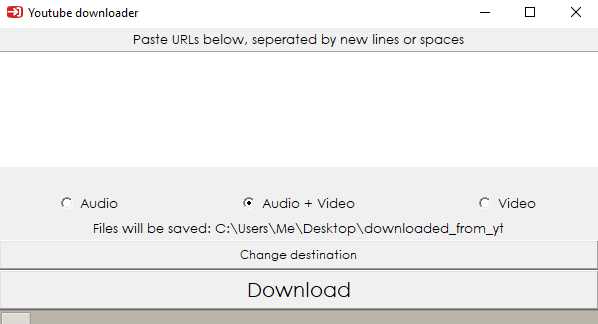 Youtube downloader
Paste URLs below, seperated by new lines or spaces
Audio Audio + Video Video
Files will be saved: C:\Users\Me\Desktop\downloaded_from_yt
Change destination
Download